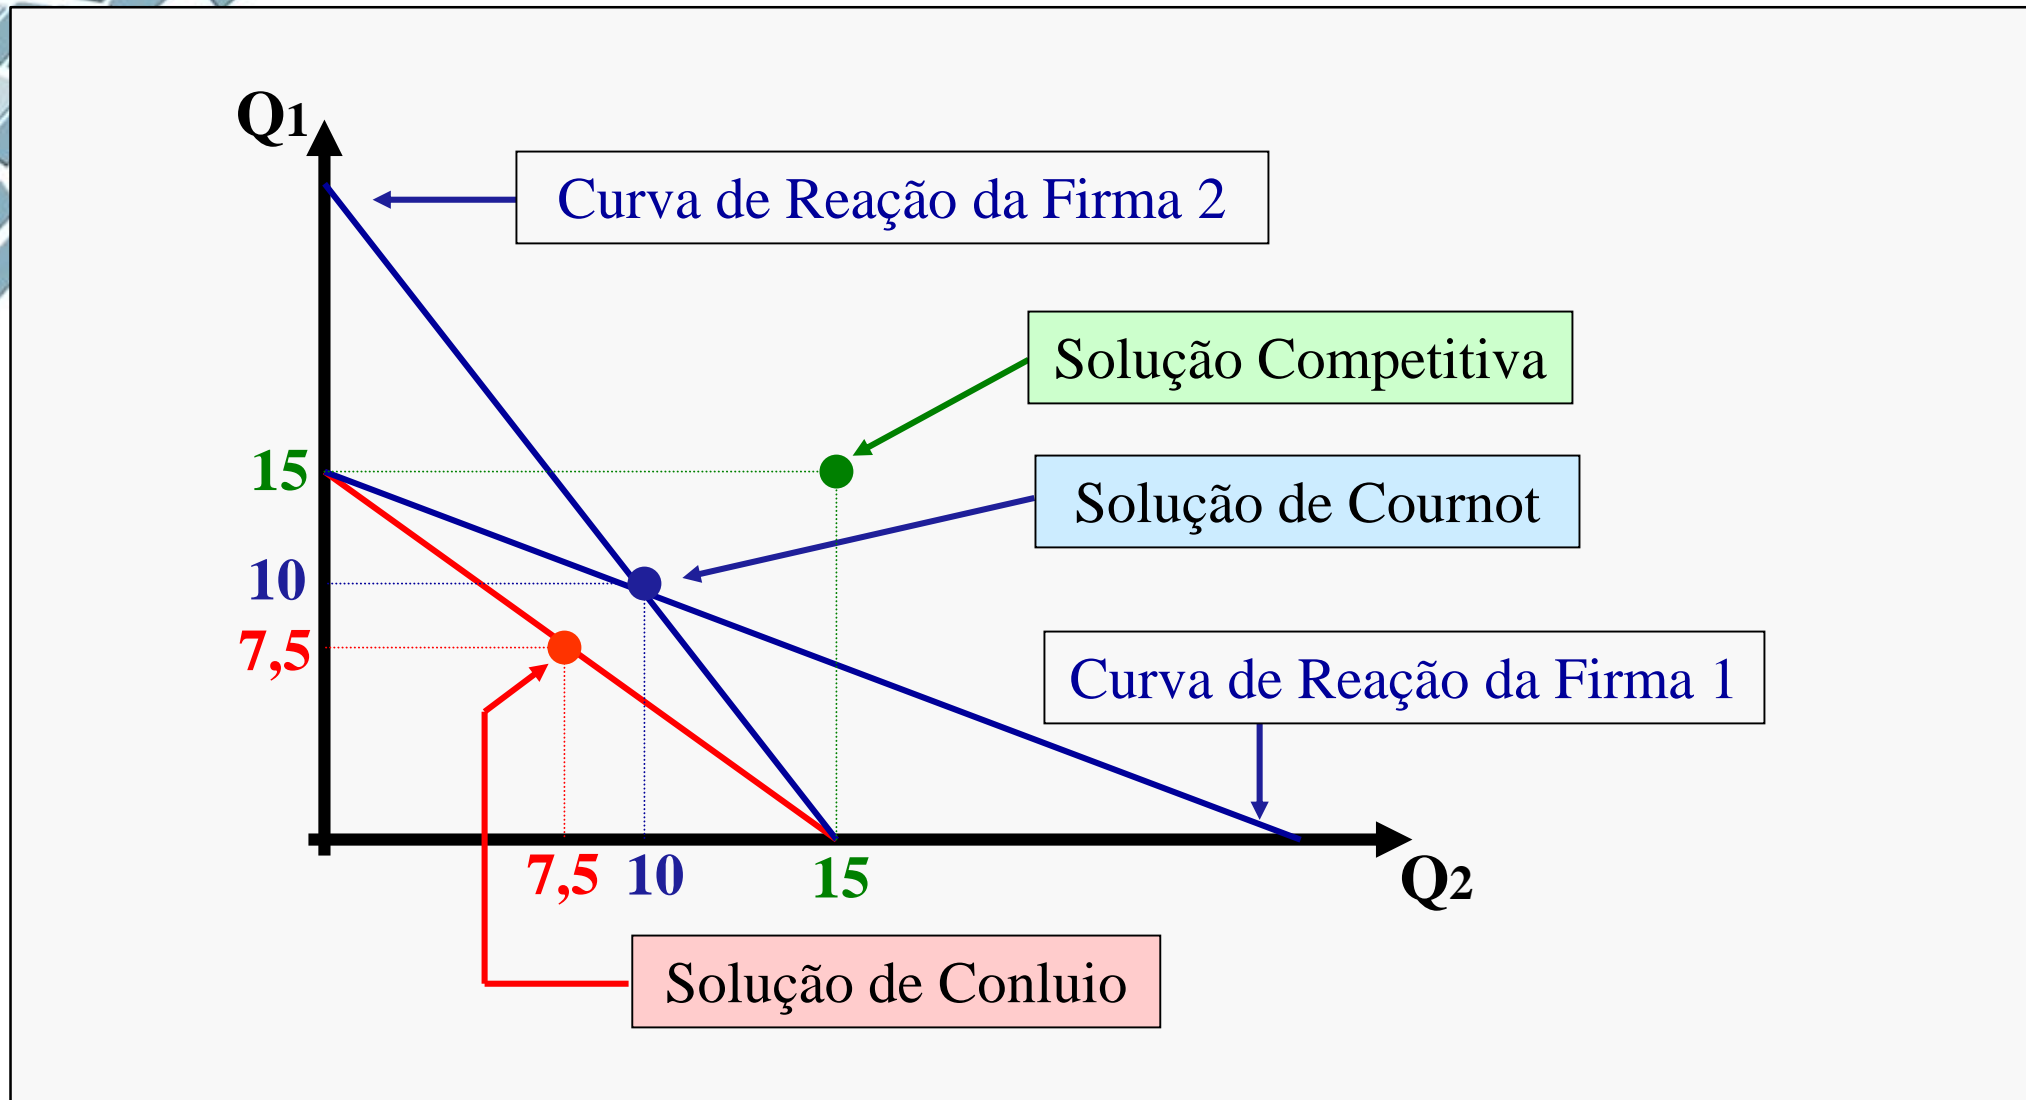 Q1
Curva de Reação da Firma 2
Solução Competitiva
15
Solução de Cournot
10
7,5
Curva de Reação da Firma 1
7,5
10
15
Q2
Solução de Conluio